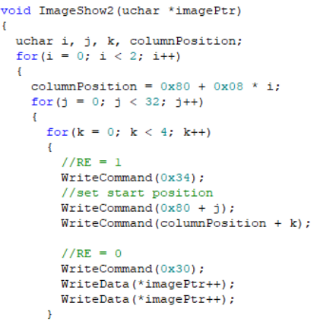 void ImageShow2(uchar *imagePtr)
{
uchar i, j, k, columnPosition;
for(i = 0; i < 2; i++)
{
columnPosition = 0x80 + 0x08 * i;
for(j = 0; j < 32; j++)
{
for(k = 0; k < 4; k++)
{
//RE = 1
WriteCommand(0x34);
//set start position
WriteCommand(0x80 + j);
WriteCommand(columnPosition + k);
//RE = 0
WriteCommand(0x30);
WriteData(*imagePtr++);
WriteData(*imagePtr++);
}